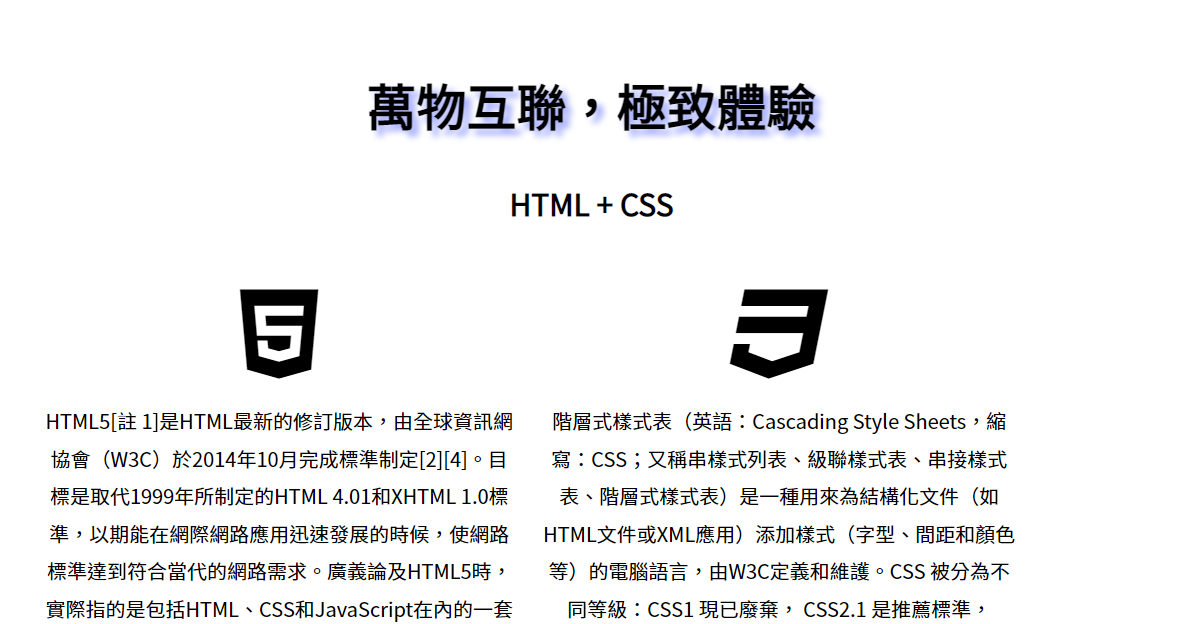 萬物互聯，極致體驗
HTML + CSS
HTML5[註 1]是HTML最新的修訂版本，由全球資訊網
協會（W3C）於2014年10月完成標準制定[2][4]。目
標是取代1999年所制定的HTML 4.01和XHTML 1.0標
準，以期能在網際網路應用迅速發展的時候，使網路
標準達到符合當代的網路需求。廣義論及HTML5時，
實際指的是包括HTML、CSS和JavaScript在內的一套
階層式樣式表（英語：Cascading Style Sheets，縮
寫：CSS；又稱串樣式列表、級聯樣式表、串接樣式
表、階層式樣式表）是一種用來為結構化文件（如
HTML文件或XML應用）添加樣式（字型、間距和顏色
等）的電腦語言，由W3C定義和維護。CSS 被分為不
同等級：CSS1 現已廢棄， CSS2.1 是推薦標準，